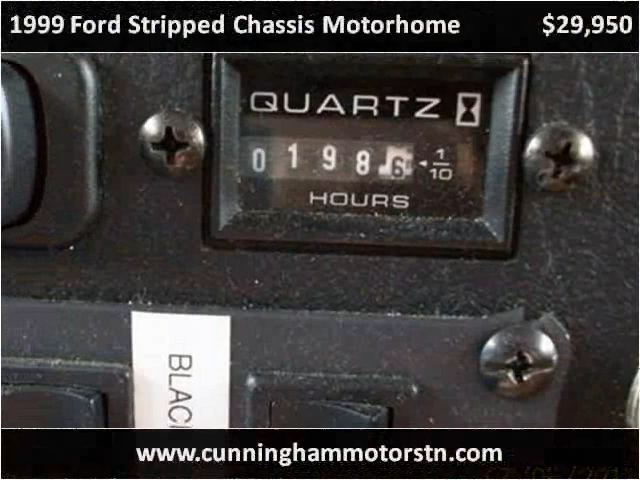 1999 Ford Stripped Chassis Motorhome $29,950
QUARTZ
0 1 9 8 6 1/10
HOURS
www.cunninghammotorstn.com